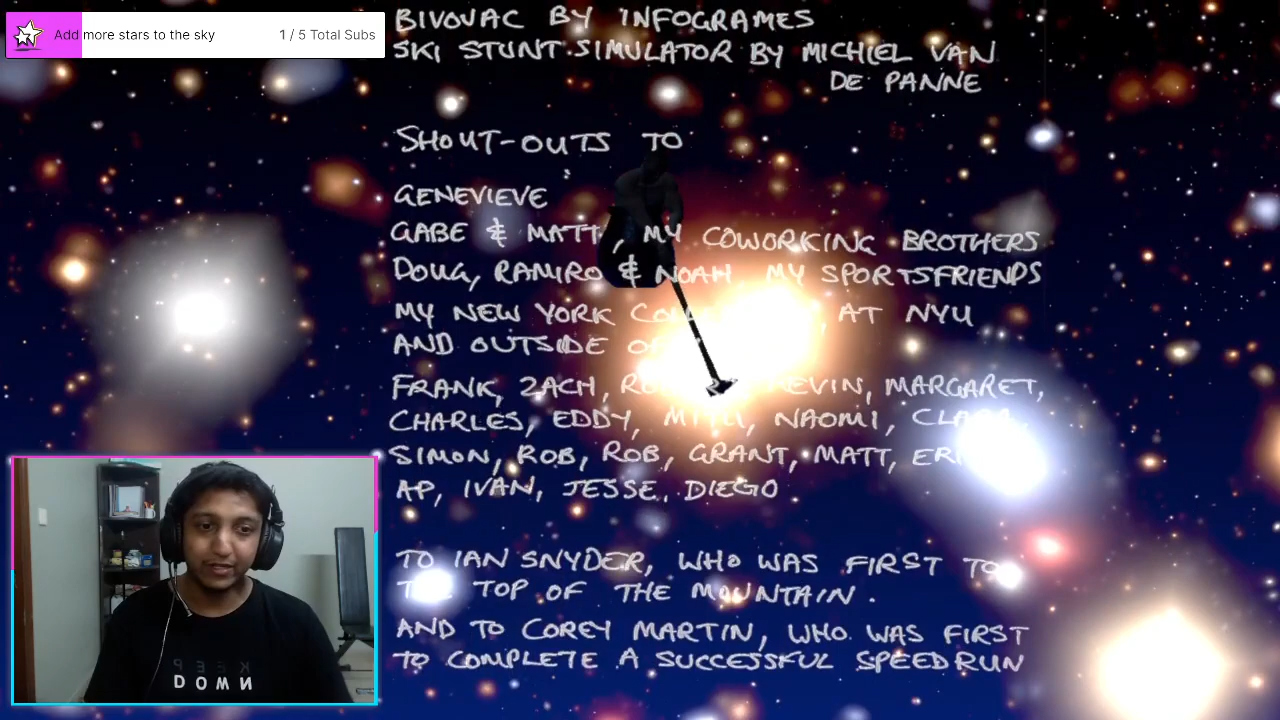 Add more stars to the sky 1 / 5 Total Subs
BIVOUAC BY INFOGRAMES
SKI STUNT SIMULATOR BY MICHIEL VAN
DE PANNE
SHOUT-OUTS TO
GENEVIEVE
GABE & MATT, MY COWORKING BROTHERS
DOUG, RAMIRO & NOAH MY SPORTSFRIENDS
MY NEW YORK AT NYU
AND OUTSIDE
FRANK, ZACH, KEVIN, MARGARET,
CHARLES, EDDY, NAOMI,
SIMON, ROB, ROB, GRANT, MATT,
AP, IVAN, JESSE, DIEGO
TO IAN SNYDER, WHO WAS FIRST TO
THE TOP OF THE MOUNTAIN.
AND TO COREY MARTIN, WHO WAS FIRST
TO COMPLETE A SUCCESSFUL SPEEDRUN
KEEP
DOWN